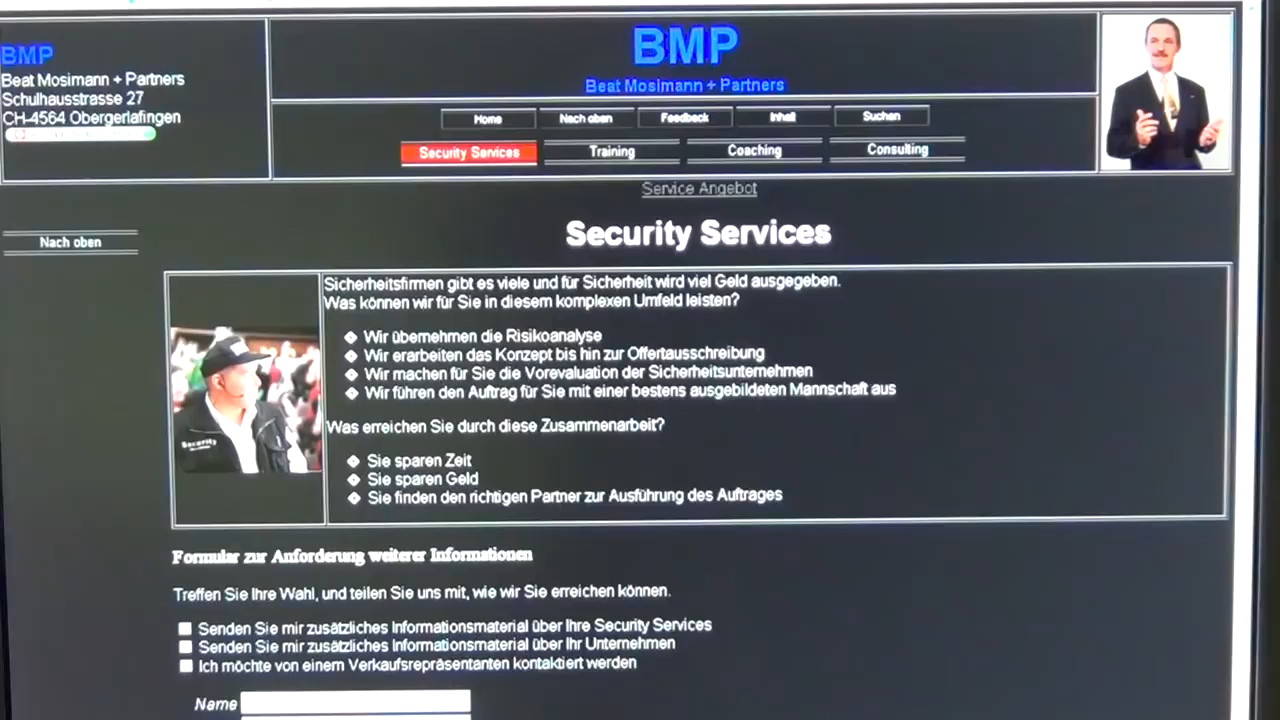 BMP
Beat Mosimann + Partners
Schulhausstrasse 27
CH-4564 Obergerlafingen
BMP
Beat Mosimann + Partners
Home
Nach oben
Feedback
Inhalt
Suchen
Security Services
Training
Coaching
Consulting
Service Angebot
Nach oben
Security Services
Sicherheitsfirmen gibt es viele und für Sicherheit wird viel Geld ausgegeben.
Was können wir für Sie in diesem komplexen Umfeld leisten?
Wir übernehmen die Risikoanalyse
Wir erarbeiten das Konzept bis hin zur Offertausschreibung
Wir machen für Sie die Vorevaluation der Sicherheitsunternehmen
Wir führen den Auftrag für Sie mit einer bestens ausgebildeten Mannschaft aus
Security
Was erreichen Sie durch diese Zusammenarbeit?
Sie sparen Zeit
Sie sparen Geld
Sie finden den richtigen Partner zur Ausführung des Auftrages
Formular zur Anforderung weiterer Informationen
Treffen Sie Ihre Wahl, und teilen Sie uns mit, wie wir Sie erreichen können.
Senden Sie mir zusätzliches Informationsmaterial über Ihre Security Services
Senden Sie mir zusätzliches Informationsmaterial über Ihr Unternehmen
Ich möchte von einem Verkaufsrepräsentanten kontaktiert werden
Name